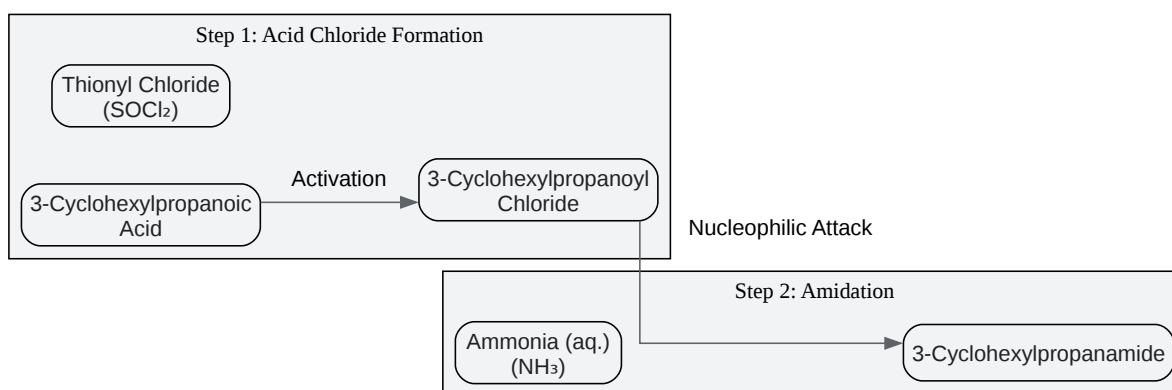 Step 1: Acid Chloride Formation
Thionyl Chloride
(SOCl₂)
Activation
3-Cyclohexylpropanoic
Acid
3-Cyclohexylpropanoyl
Chloride
Nucleophilic Attack
Step 2: Amidation
Ammonia (aq.)
(NH₃)
3-Cyclohexylpropanamide